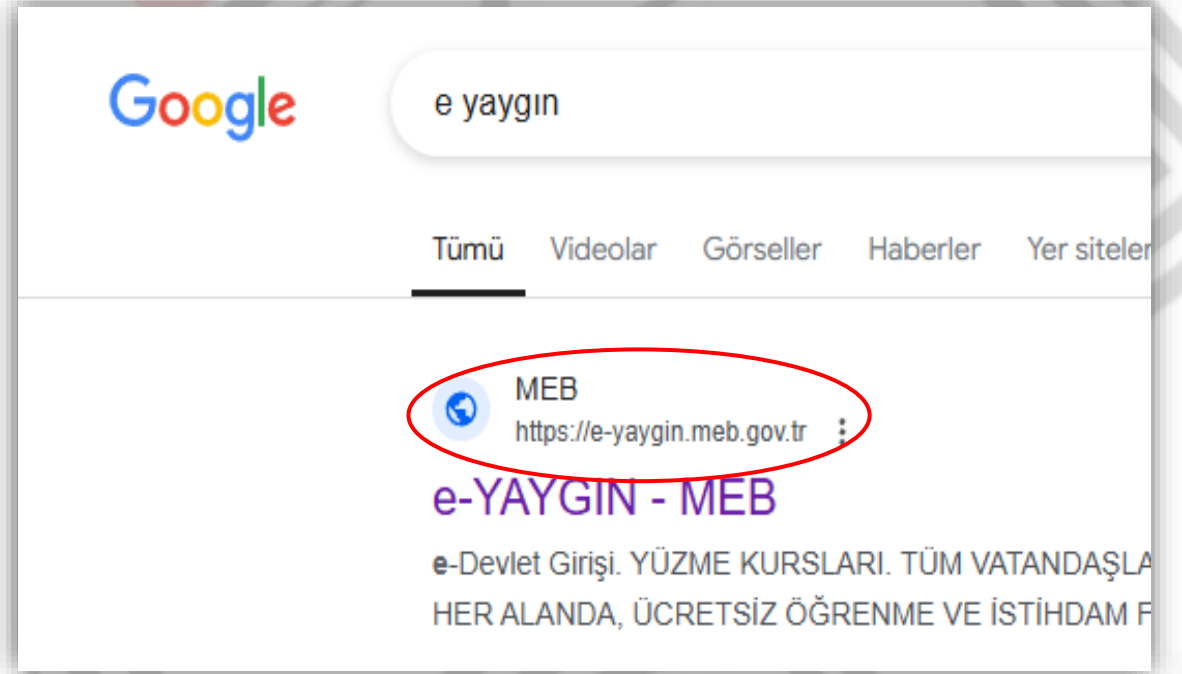 Google
e yaygın
Tümü Videolar Görseller Haberler Yer siteler
MEB
https://e-yaygin.meb.gov.tr
e-YAYGIN - MEB
e-Devlet Girişi. YÜZME KURSLARI. TÜM VATANDAŞLA
HER ALANDA, ÜCRETSİZ ÖĞRENME VE İSTİHDAM F